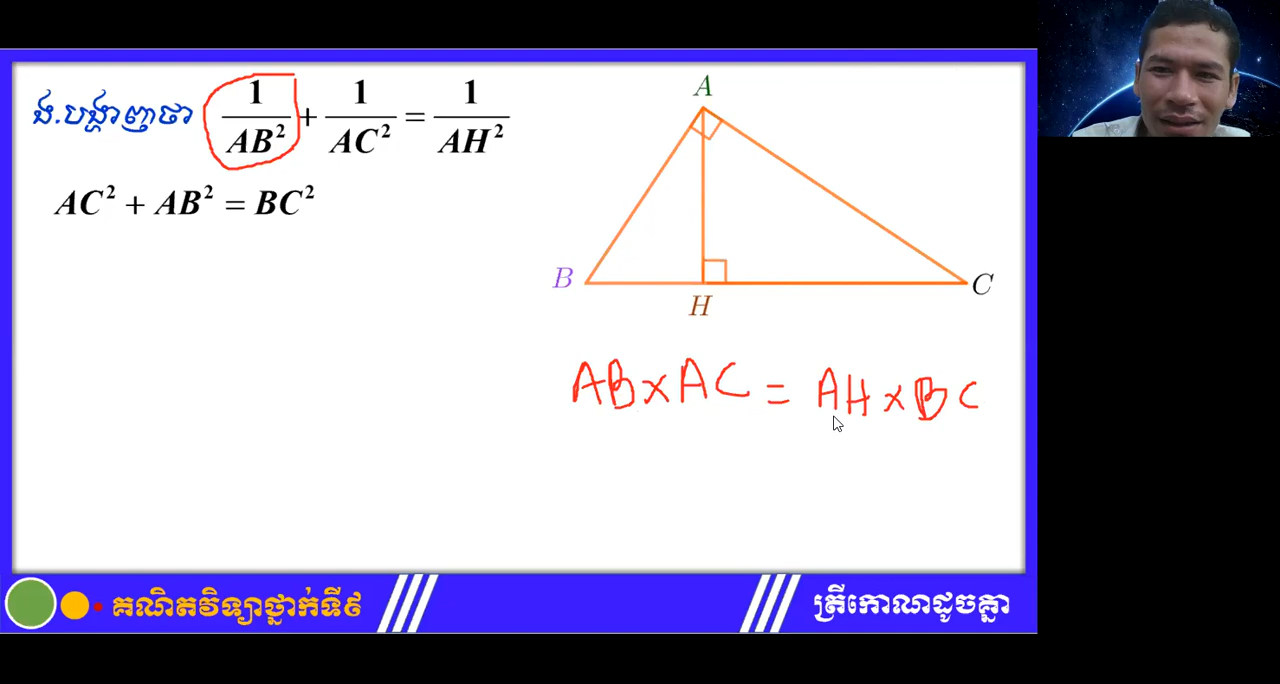 ង.បង្ហាញថា 1/AB² + 1/AC² = 1/AH²
AC² + AB² = BC²
A
B
H
C
AB×AC = AH×BC
គណិតវិទ្យាថ្នាក់ទី៩
ត្រីកោណដូចគ្នា